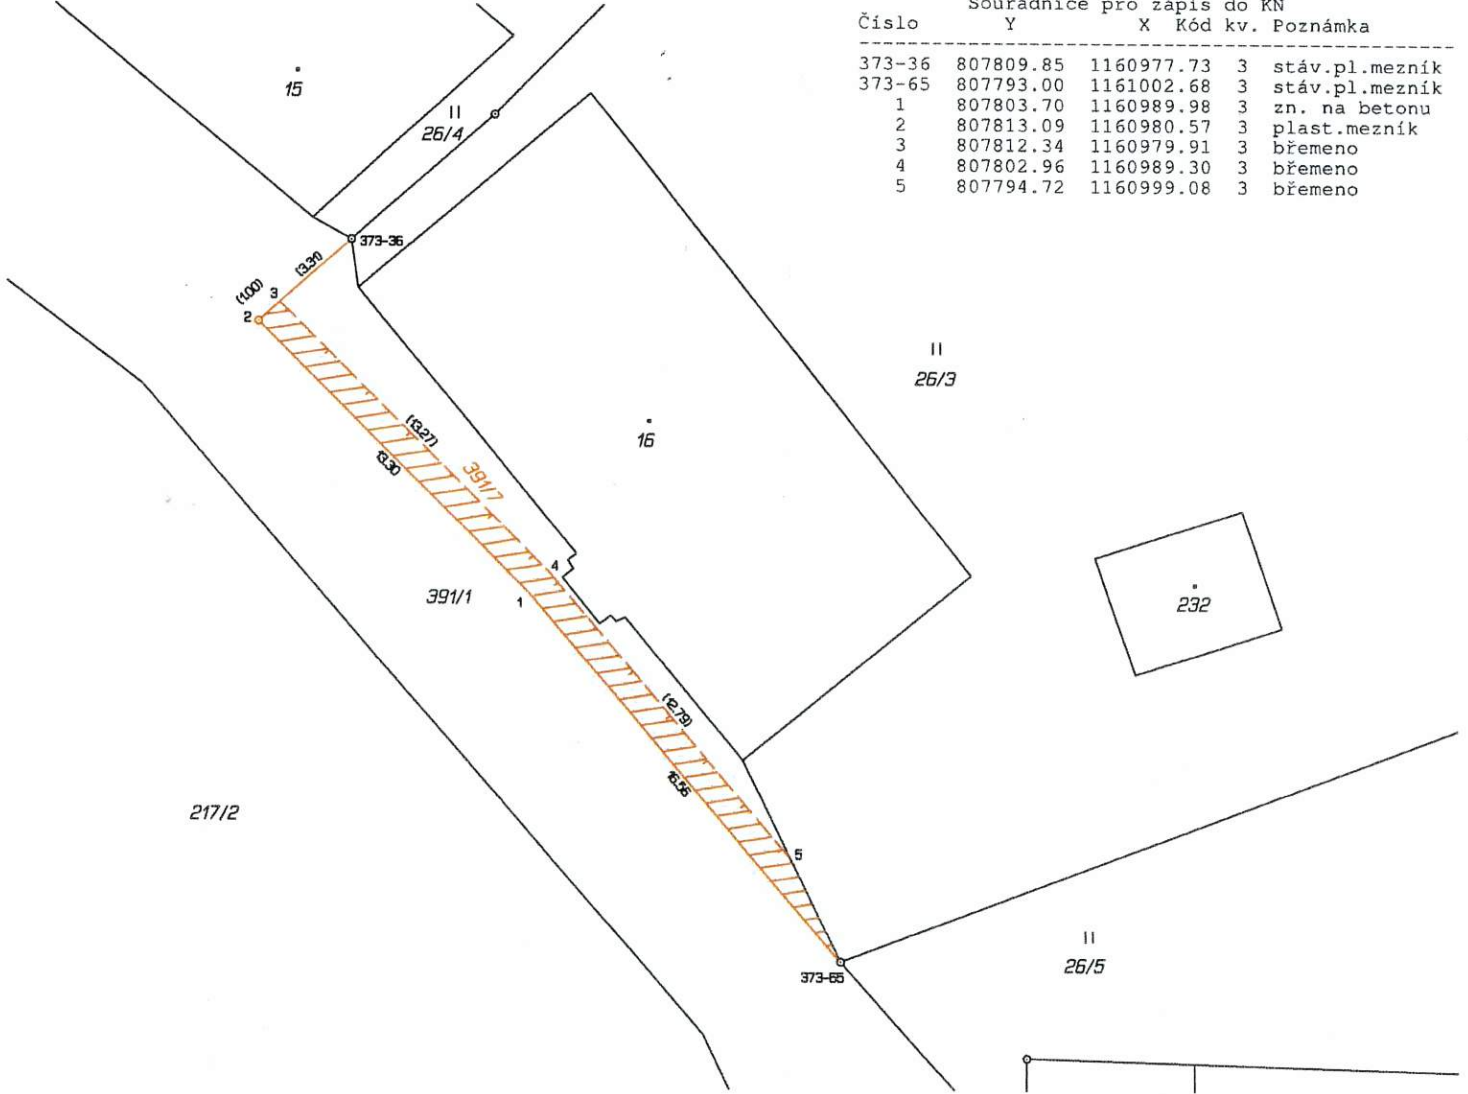 Souřadnice pro zápis do KN
Číslo Y X Kód kv. Poznámka
373-36 807809.85 1160977.73 3 stáv.pl.mezník
373-65 807793.00 1161002.68 3 stáv.pl.mezník
1 807803.70 1160989.98 3 zn. na betonu
2 807813.09 1160980.57 3 plast.mezník
3 807812.34 1160979.91 3 břemeno
4 807802.96 1160989.30 3 břemeno
5 807794.72 1160999.08 3 břemeno
15
26/4
373-36
(3.31)
(1.00)
3
2
26/3
16
(13.27)
13.30
391/7
4
391/1
1
232
(12.79)
16.56
217/2
5
26/5
373-65